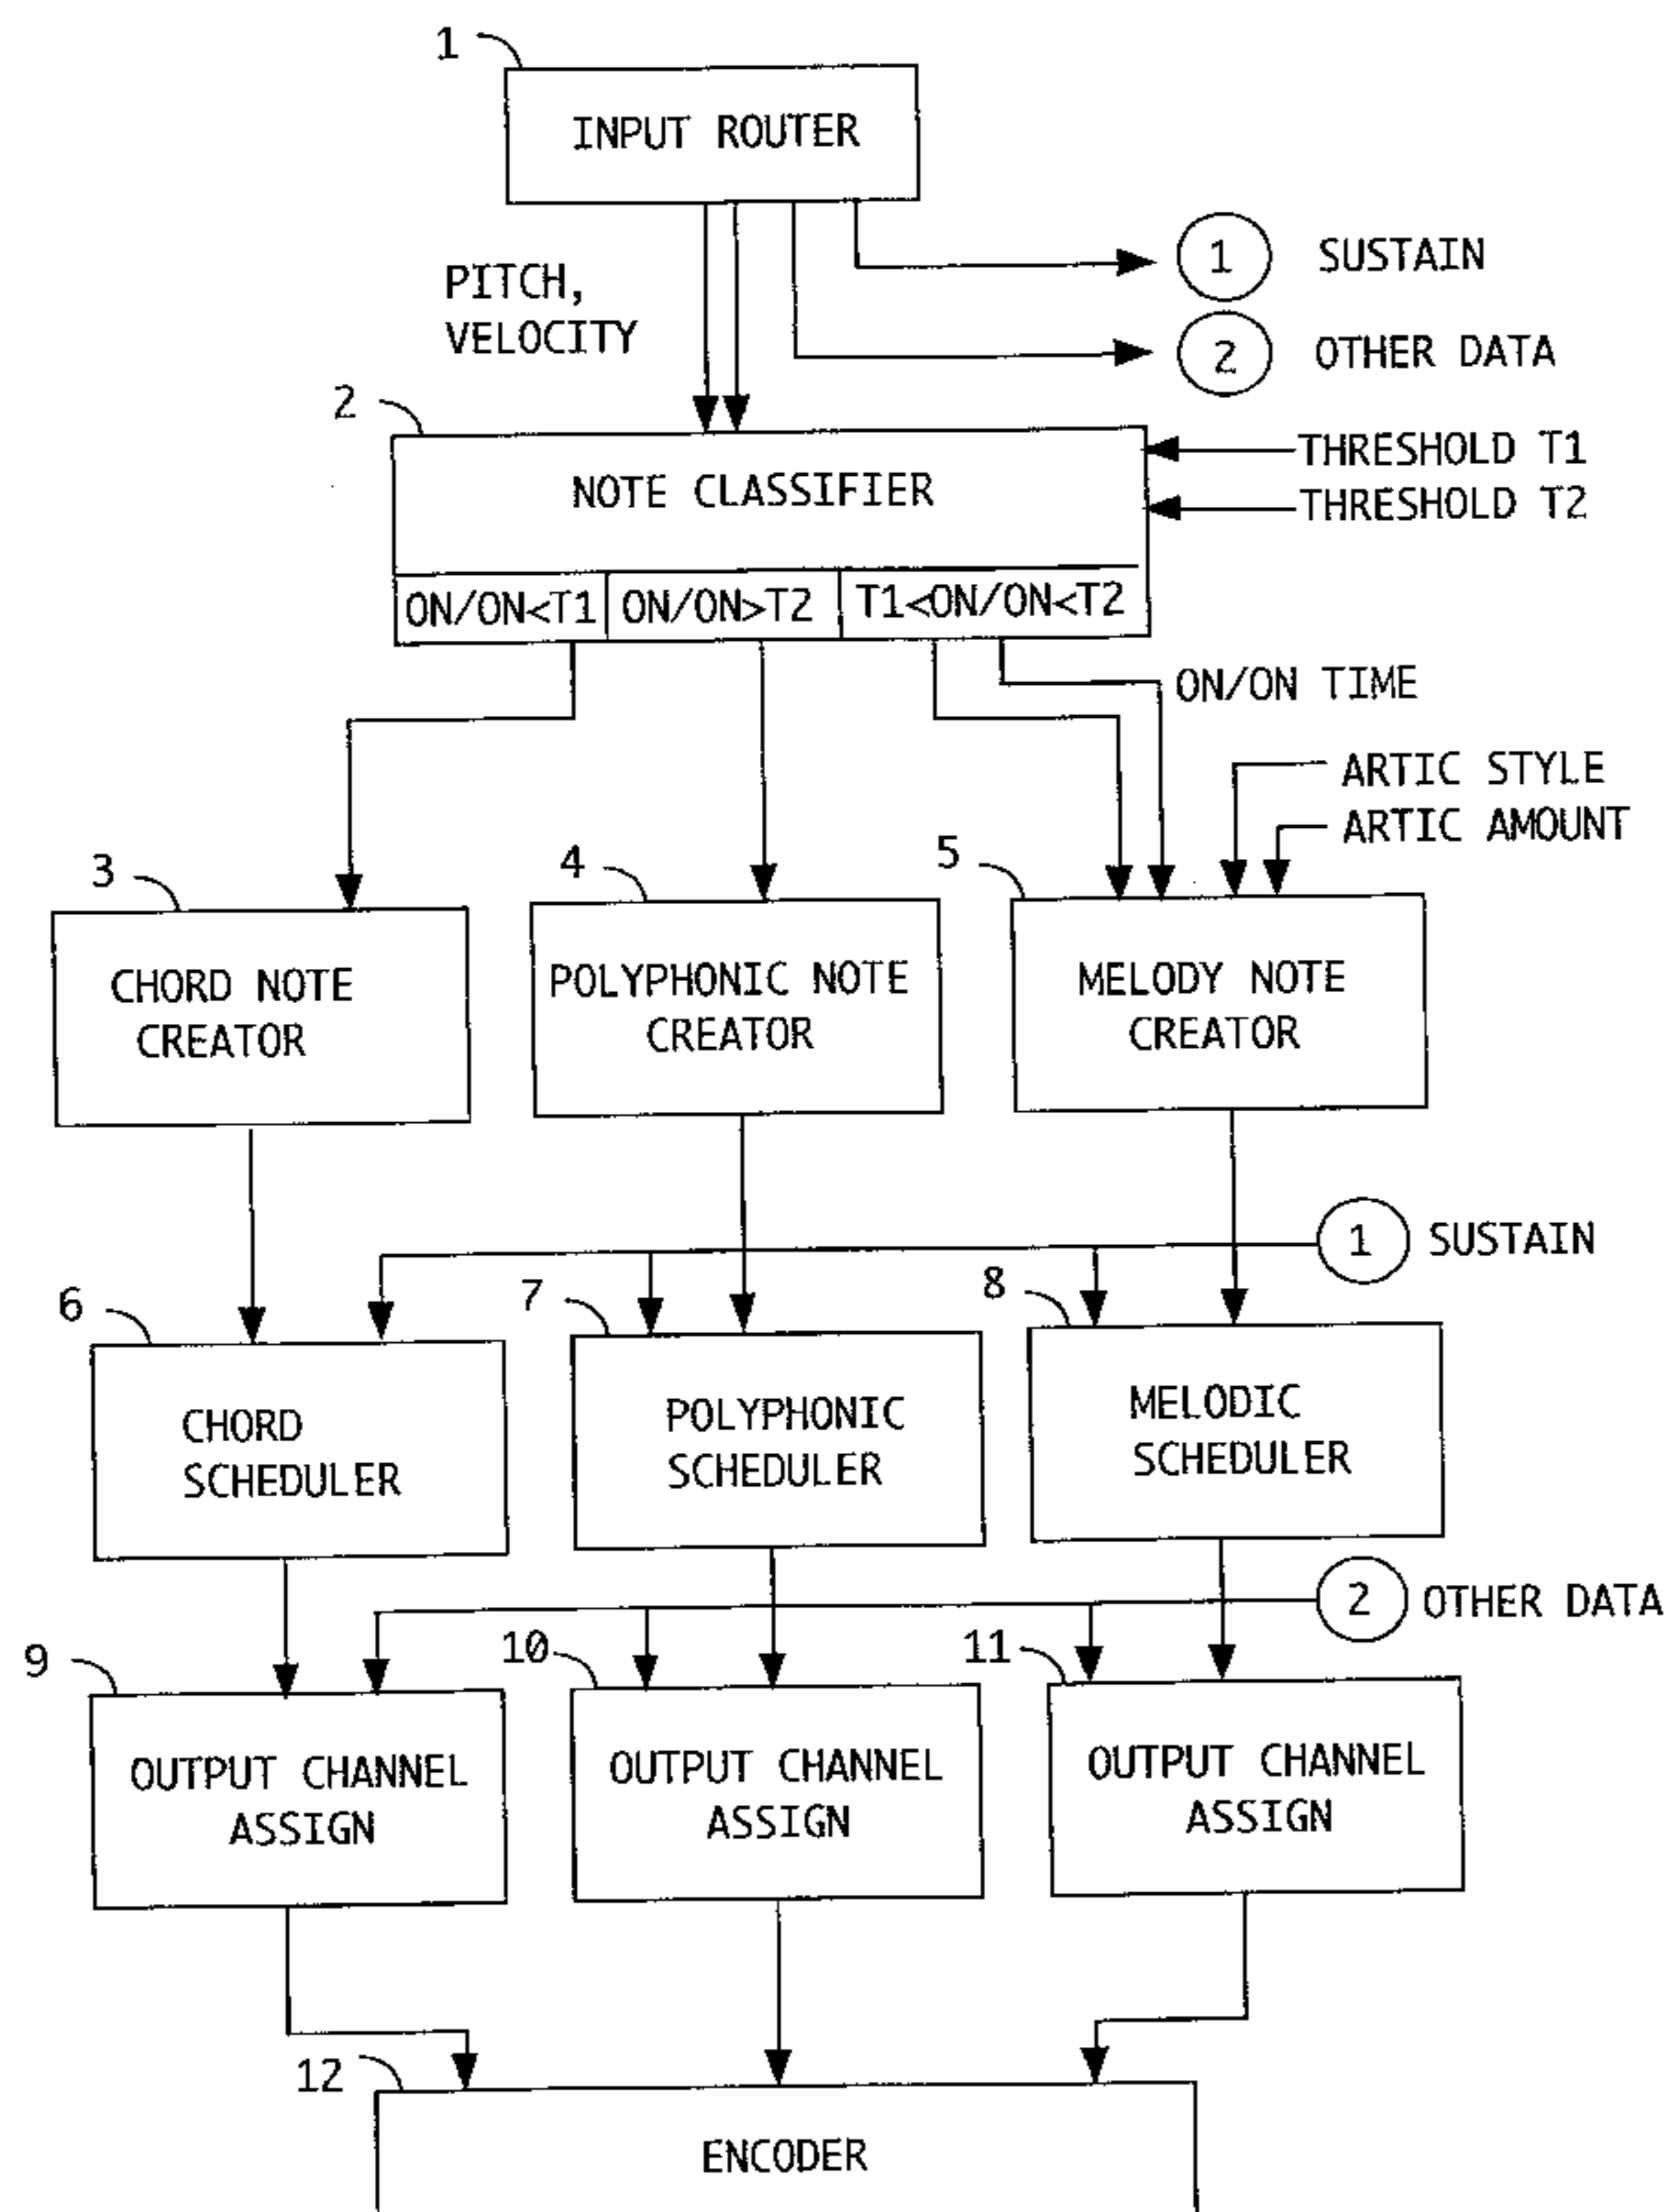 1
INPUT ROUTER
1 SUSTAIN
PITCH,
VELOCITY
2 OTHER DATA
2
THRESHOLD T1
NOTE CLASSIFIER
THRESHOLD T2
ON/ON<T1 ON/ON>T2 T1<ON/ON<T2
ON/ON TIME
ARTIC STYLE
ARTIC AMOUNT
3 4 5
CHORD NOTE
CREATOR
POLYPHONIC NOTE
CREATOR
MELODY NOTE
CREATOR
1 SUSTAIN
6 7 8
CHORD
SCHEDULER
POLYPHONIC
SCHEDULER
MELODIC
SCHEDULER
2 OTHER DATA
9 10 11
OUTPUT CHANNEL
ASSIGN
OUTPUT CHANNEL
ASSIGN
OUTPUT CHANNEL
ASSIGN
12
ENCODER